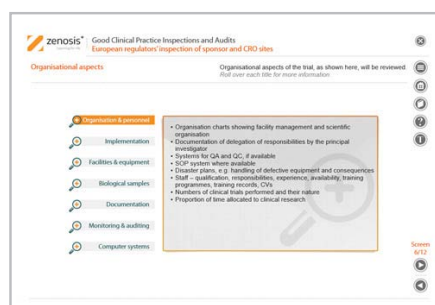 zenosis®
Good Clinical Practice Inspections and Audits
European regulators' inspection of sponsor and CRO sites
Organisational aspects
Organisational aspects of the trial, as shown here, will be reviewed.
Roll over each title for more information.
Organisation & personnel
Implementation
Facilities & equipment
Biological samples
Documentation
Monitoring & auditing
Computer systems
• Organisation charts showing facility management and scientific
organisation
• Documentation of delegation of responsibilities by the principal
investigator
• Systems for QA and QC, if available
• SOP system where available
• Disaster plans, e.g. handling of defective equipment and consequences
• Staff – qualification, responsibilities, experience, availability, training
programmes, training records, CVs
• Numbers of clinical trials performed and their nature
• Proportion of time allocated to clinical research
Screen
6/12